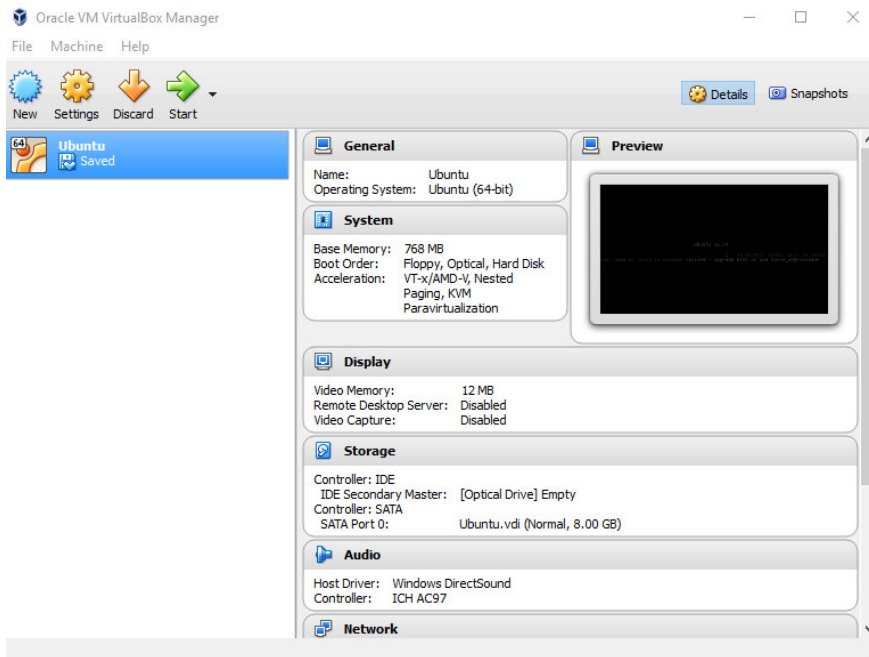 Oracle VM VirtualBox Manager
File Machine Help
New Settings Discard Start
Details Snapshots
64
Ubuntu
Saved
General
Name: Ubuntu
Operating System: Ubuntu (64-bit)
System
Base Memory: 768 MB
Boot Order: Floppy, Optical, Hard Disk
Acceleration: VT-x/AMD-V, Nested
Paging, KVM
Paravirtualization
Preview
Display
Video Memory: 12 MB
Remote Desktop Server: Disabled
Video Capture: Disabled
Storage
Controller: IDE
IDE Secondary Master: [Optical Drive] Empty
Controller: SATA
SATA Port 0: Ubuntu.vdi (Normal, 8.00 GB)
Audio
Host Driver: Windows DirectSound
Controller: ICH AC97
Network